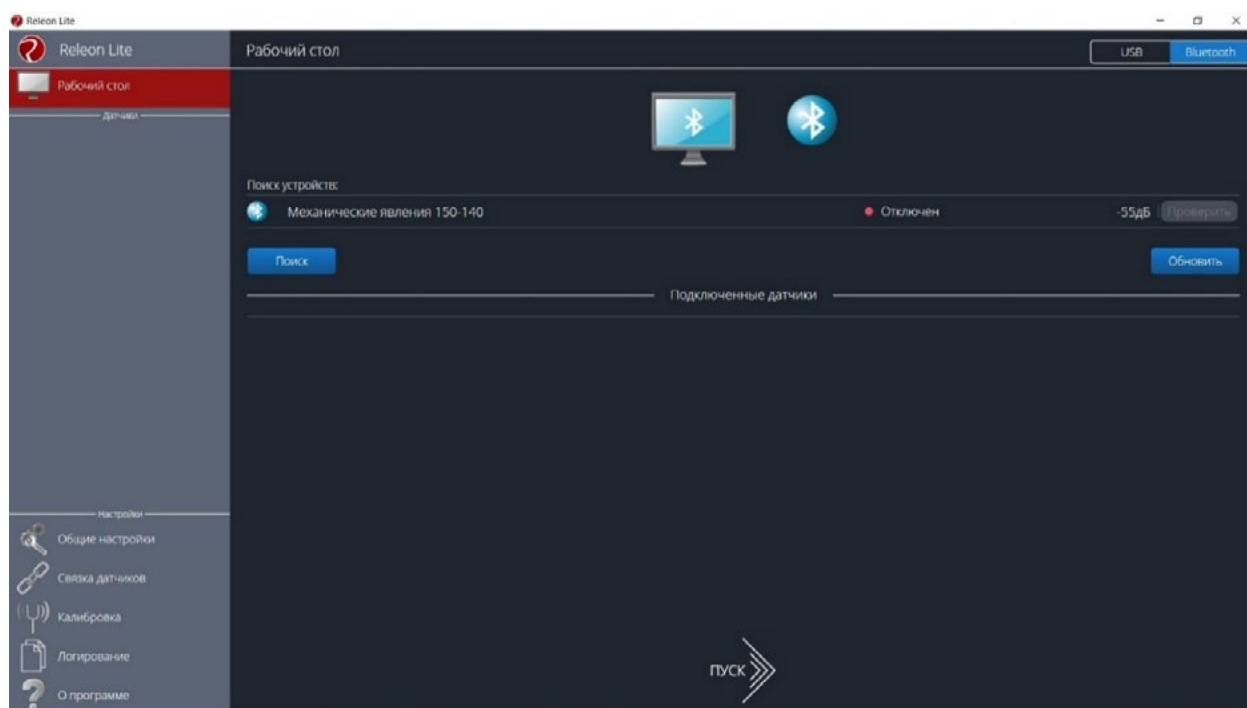 Releon Lite
Releon Lite
Рабочий стол
USB
Bluetooth
Рабочий стол
Датчики
Поиск устройств:
Механические явления 150-140
Отключен
-55дБ
Проверить
Поиск
Обновить
Подключенные датчики
Настройки
Общие настройки
Связка датчиков
Калибровка
Логирование
О программе
ПУСК